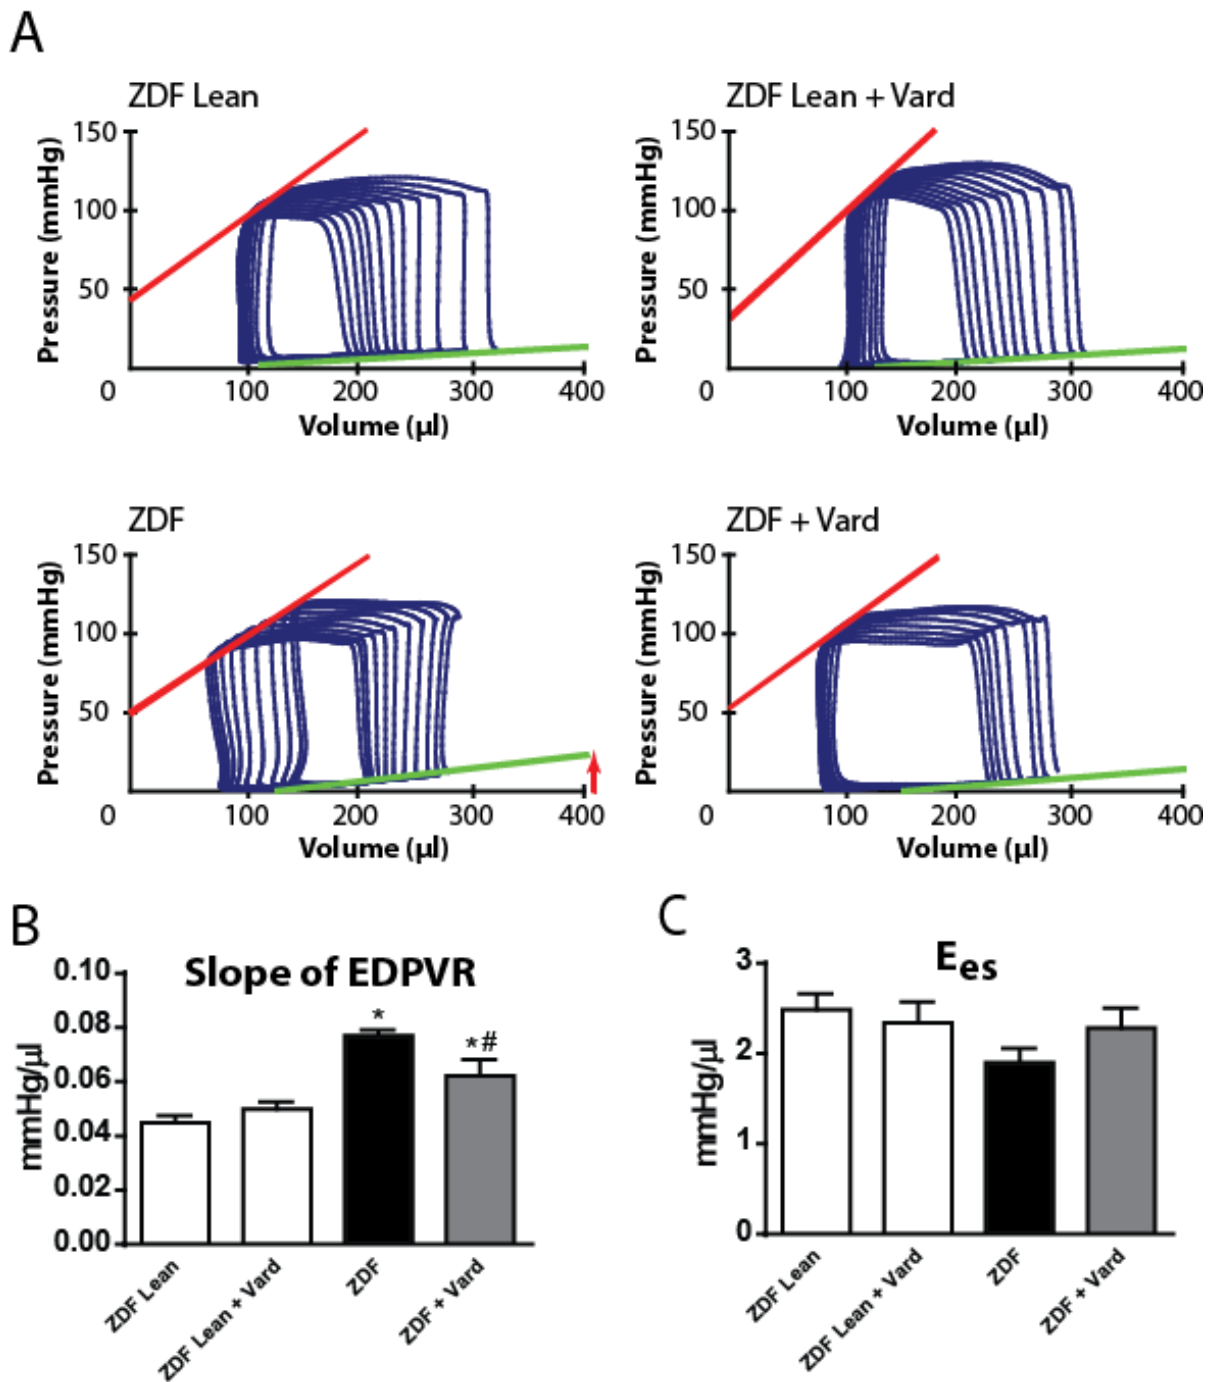 A
ZDF Lean
Pressure (mmHg)
150
100
50
0
100
200
300
400
Volume (µl)
ZDF Lean + Vard
Pressure (mmHg)
150
100
50
0
100
200
300
400
Volume (µl)
ZDF
Pressure (mmHg)
150
100
50
0
100
200
300
400
Volume (µl)
ZDF + Vard
Pressure (mmHg)
150
100
50
0
100
200
300
400
Volume (µl)
B
Slope of EDPVR
mmHg/µl
0.10
0.08
0.06
0.04
0.02
0.00
*
*#
ZDF Lean
ZDF Lean + Vard
ZDF
ZDF + Vard
C
Ees
mmHg/µl
3
2
1
0
ZDF Lean
ZDF Lean + Vard
ZDF
ZDF + Vard